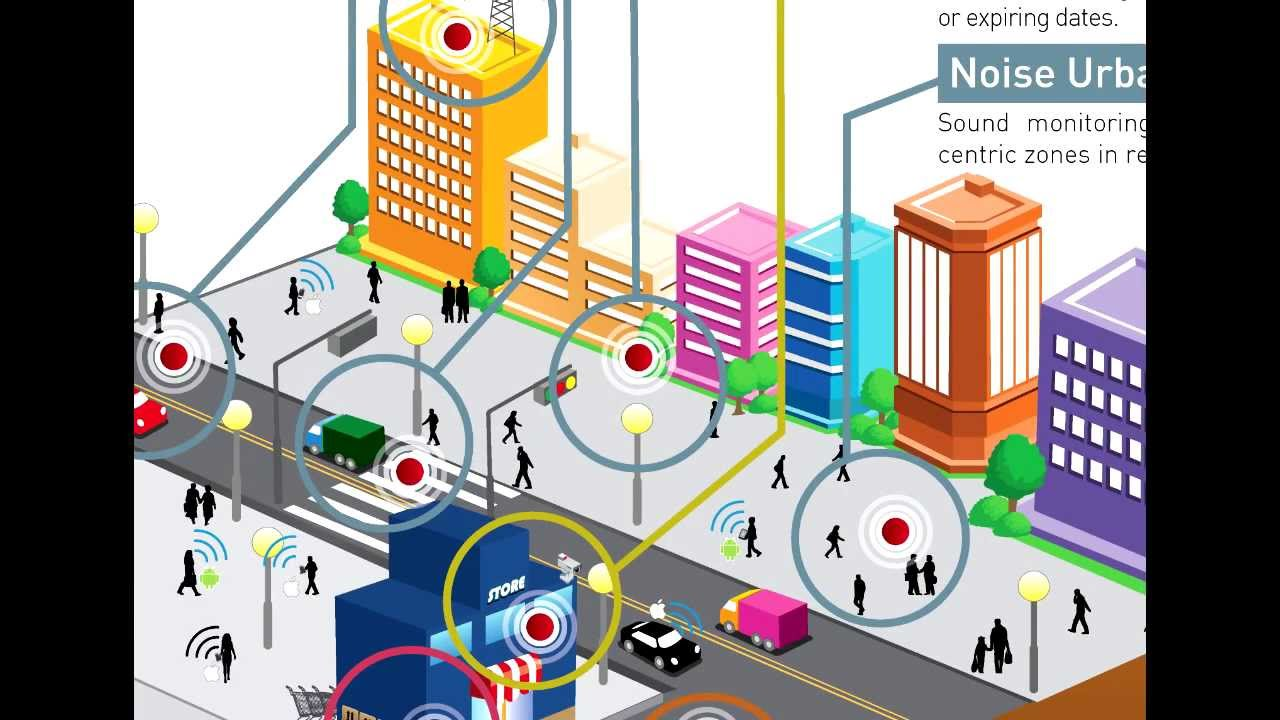 or expiring dates.
Noise Urba
Sound monitoring
centric zones in re
STORE